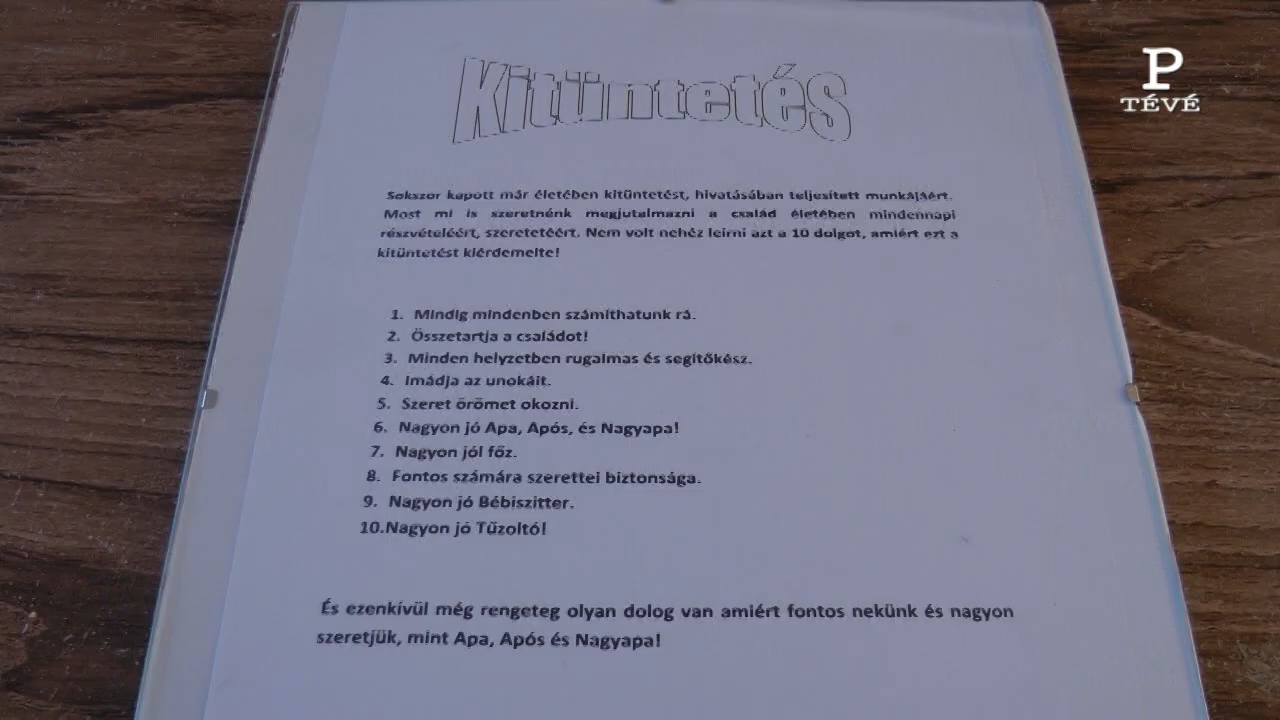 Kitüntetés
P
TÉVÉ
Sokszor kapott már életében kitüntetést, hivatásában teljesített munkájáért.
Most mi is szeretnénk megjutalmazni a család életében mindennapi
részvételéért, szeretetéért. Nem volt nehéz leírni azt a 10 dolgot, amiért ezt a
kitüntetést kiérdemelte!
1. Mindig mindenben számíthatunk rá.
2. Összetartja a családot!
3. Minden helyzetben rugalmas és segítőkész.
4. Imádja az unokáit.
5. Szeret örömet okozni.
6. Nagyon jó Apa, Após, és Nagyapa!
7. Nagyon jól főz.
8. Fontos számára szerettei biztonsága.
9. Nagyon jó Bébiszitter.
10.Nagyon jó Tűzoltó!
És ezenkívül még rengeteg olyan dolog van amiért fontos nekünk és nagyon
szeretjük, mint Apa, Após és Nagyapa!